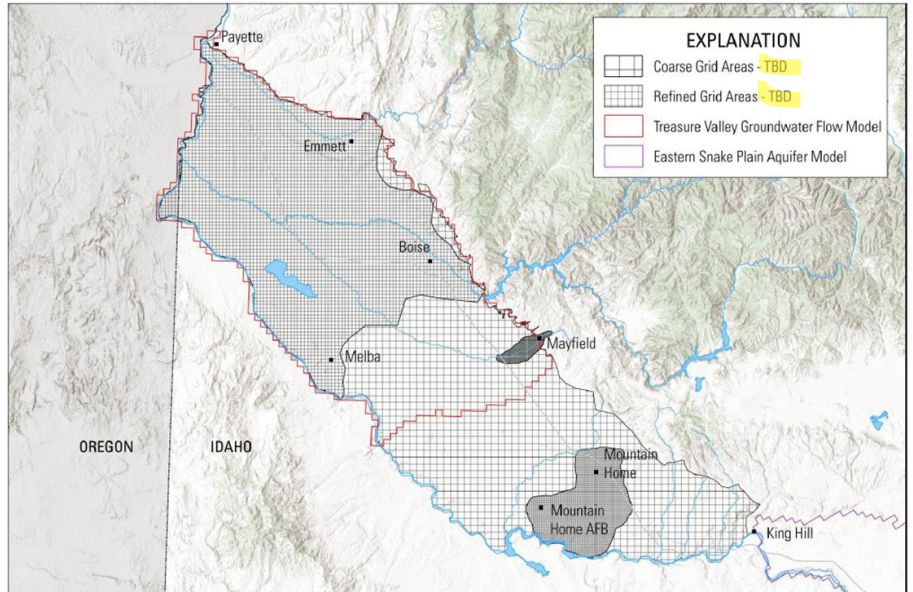 EXPLANATION
Coarse Grid Areas - TBD
Refined Grid Areas - TBD
Treasure Valley Groundwater Flow Model
Eastern Snake Plain Aquifer Model
Payette
Emmett
Boise
Mayfield
Melba
OREGON
IDAHO
Mountain
Home
Mountain
Home AFB
King Hill